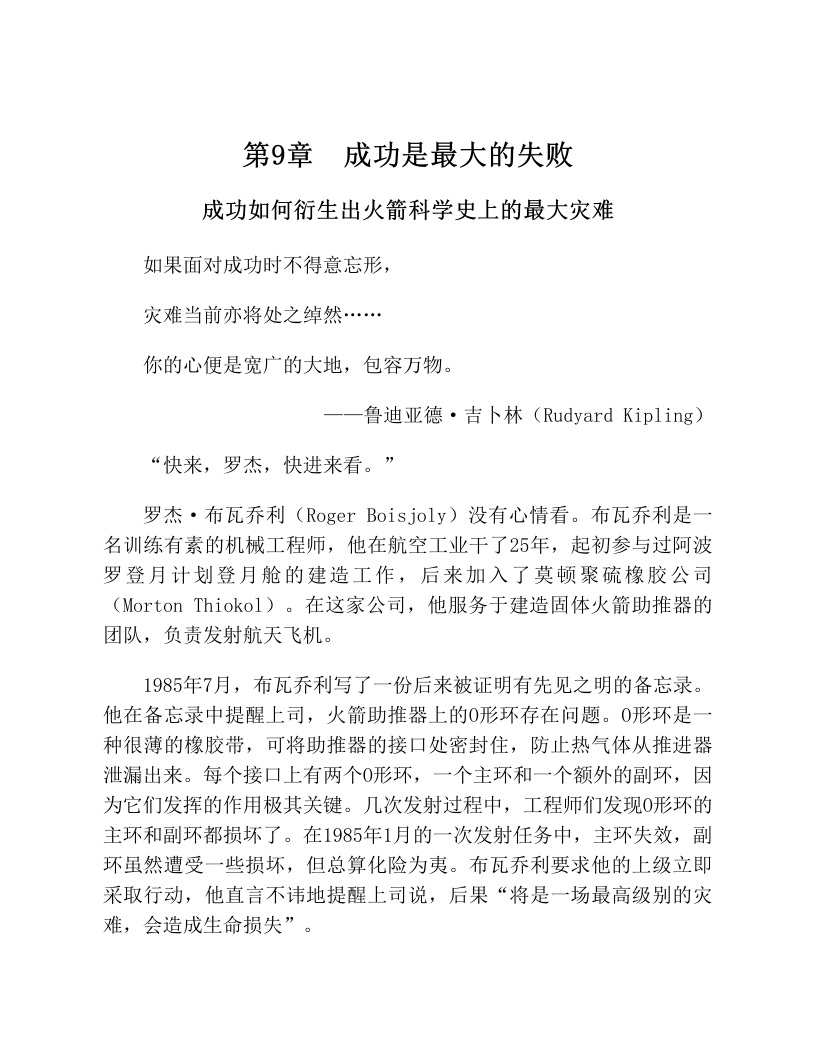 第9章　成功是最大的失败
成功如何衍生出火箭科学史上的最大灾难
如果面对成功时不得意忘形，
灾难当前亦将处之绰然……
你的心便是宽广的大地，包容万物。
——鲁迪亚德·吉卜林（Rudyard Kipling）
“快来，罗杰，快进来看。”
罗杰·布瓦乔利（Roger Boisjoly）没有心情看。布瓦乔利是一
名训练有素的机械工程师，他在航空工业干了25年，起初参与过阿波
罗登月计划登月舱的建造工作，后来加入了莫顿聚硫橡胶公司
（Morton Thiokol）。在这家公司，他服务于建造固体火箭助推器的
团队，负责发射航天飞机。
1985年7月，布瓦乔利写了一份后来被证明有先见之明的备忘录。
他在备忘录中提醒上司，火箭助推器上的O形环存在问题。O形环是一
种很薄的橡胶带，可将助推器的接口处密封住，防止热气体从推进器
泄漏出来。每个接口上有两个O形环，一个主环和一个额外的副环，因
为它们发挥的作用极其关键。几次发射过程中，工程师们发现O形环的
主环和副环都损坏了。在1985年1月的一次发射任务中，主环失效，副
环虽然遭受一些损坏，但总算化险为夷。布瓦乔利要求他的上级立即
采取行动，他直言不讳地提醒上司说，后果“将是一场最高级别的灾
难，会造成生命损失”。